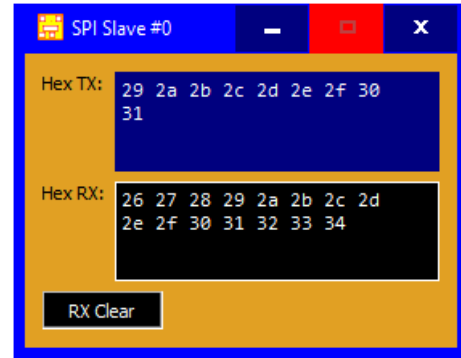 SPI Slave #0
Hex TX:
29 2a 2b 2c 2d 2e 2f 30
31
Hex RX:
26 27 28 29 2a 2b 2c 2d
2e 2f 30 31 32 33 34
RX Clear